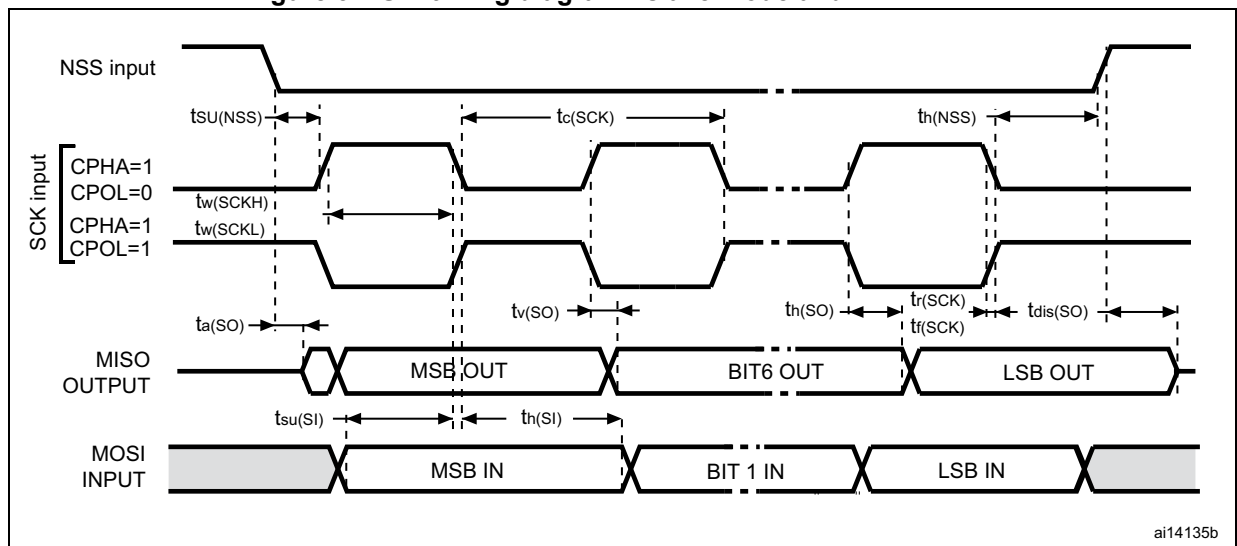 NSS input
tSU(NSS)
tc(SCK)
th(NSS)
SCK input
CPHA=1
CPOL=0
tw(SCKH)
CPHA=1
tw(SCKL)
CPOL=1
ta(SO)
tv(SO)
th(SO)
tr(SCK)
tf(SCK)
tdis(SO)
MISO
OUTPUT
MSB OUT
BIT6 OUT
LSB OUT
tsu(SI)
th(SI)
MOSI
INPUT
MSB IN
BIT 1 IN
LSB IN
ai14135b